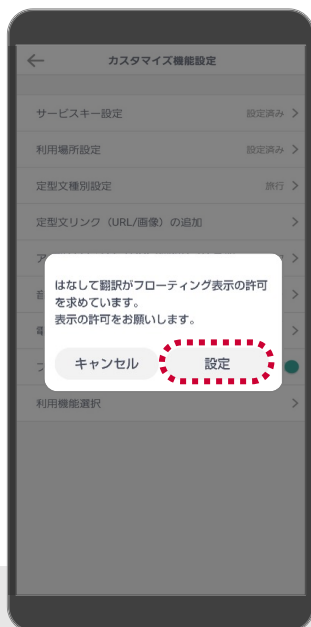 カスタマイズ機能設定
サービスキー設定 設定済み
利用場所設定 設定済み
定型文種別設定 旅行
定型文リンク（URL/画像）の追加
はなして翻訳がフローティング表示の許可
を求めています。
表示の許可をお願いします。
キャンセル 設定
利用機能選択